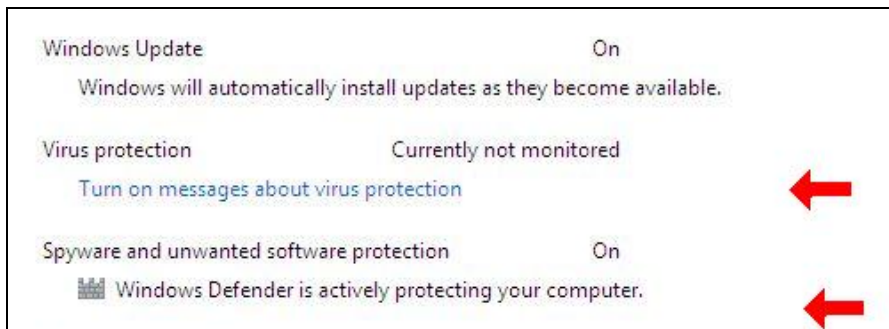 Windows Update On
Windows will automatically install updates as they become available.
Virus protection Currently not monitored
Turn on messages about virus protection
Spyware and unwanted software protection On
Windows Defender is actively protecting your computer.